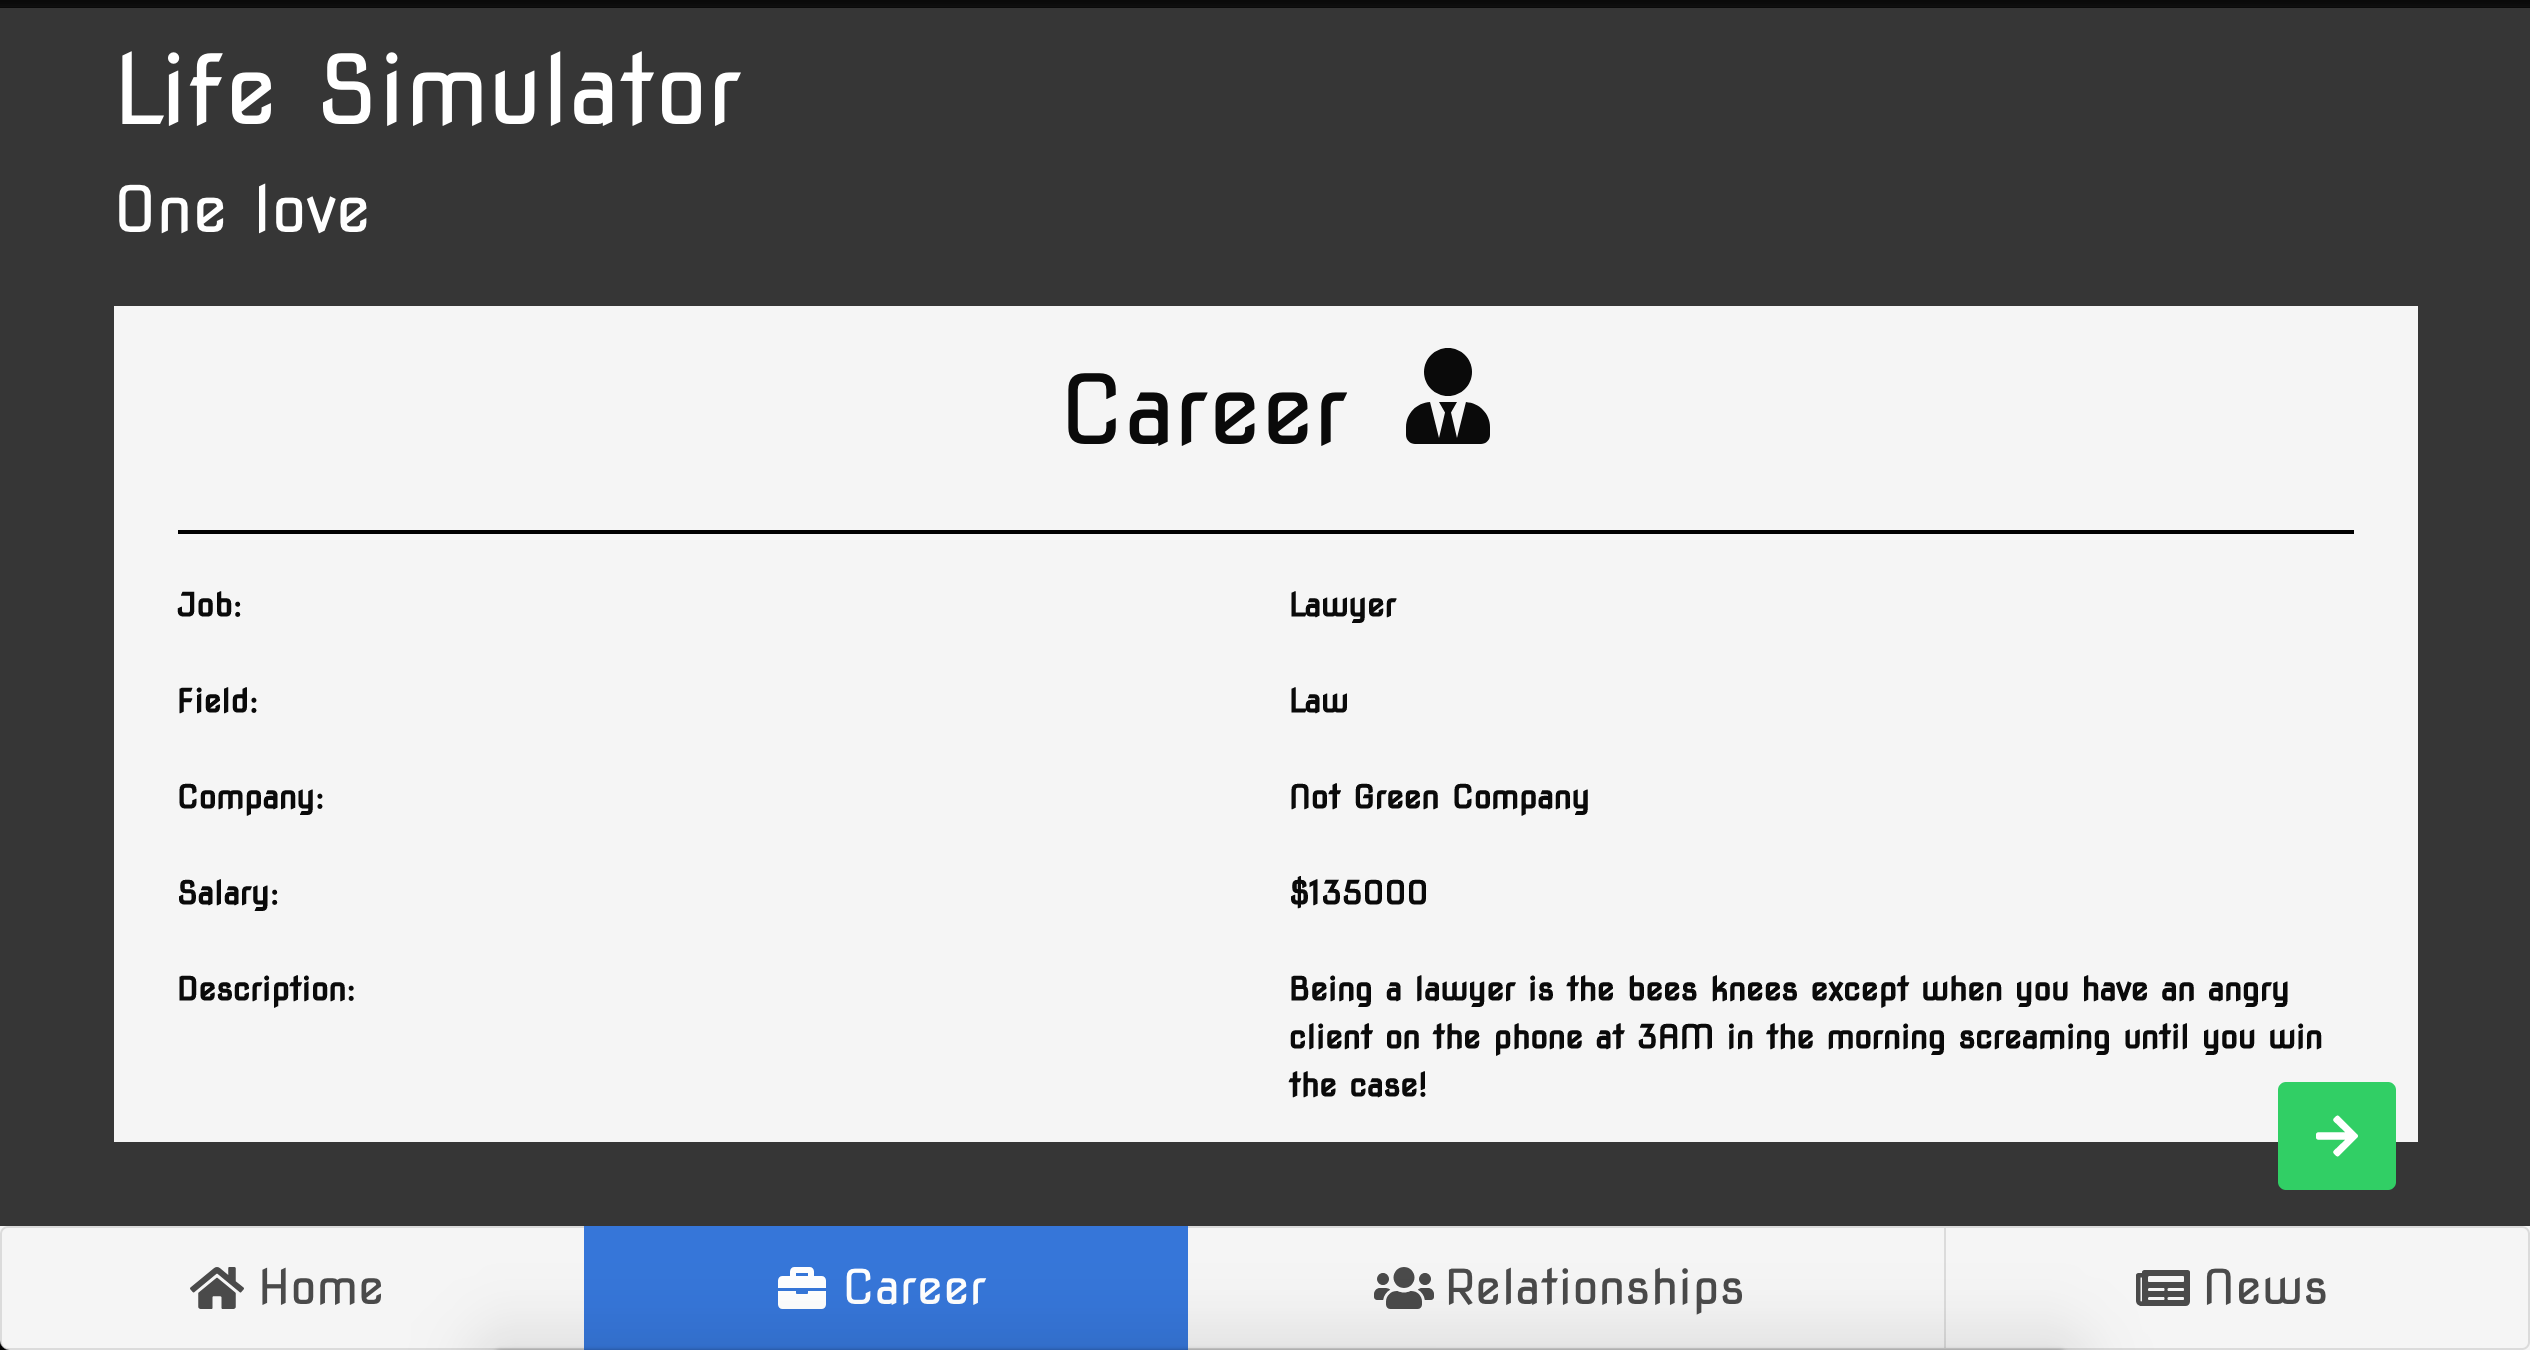 Life Simulator
One love
Career
Job: Lawyer
Field: Law
Company: Not Green Company
Salary: $135000
Description: Being a lawyer is the bees knees except when you have an angry
client on the phone at 3AM in the morning screaming until you win
the case!
Home Career Relationships News